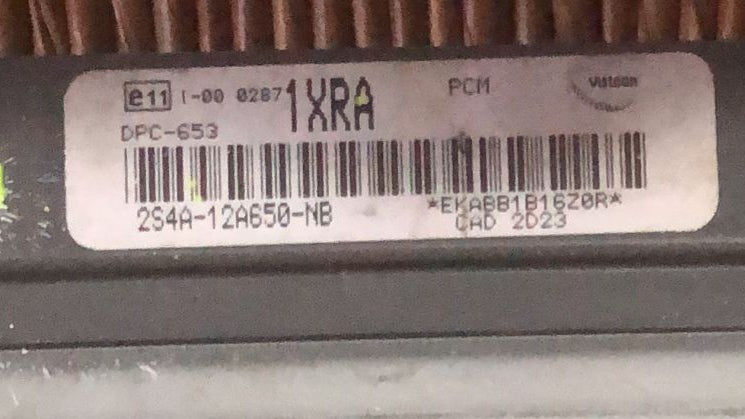 e11 I-00 0287 1XRA PCM Visteon
DPC-653
2S4A-12A650-NB *EKABB1B16Z0R*
CAD 2D23